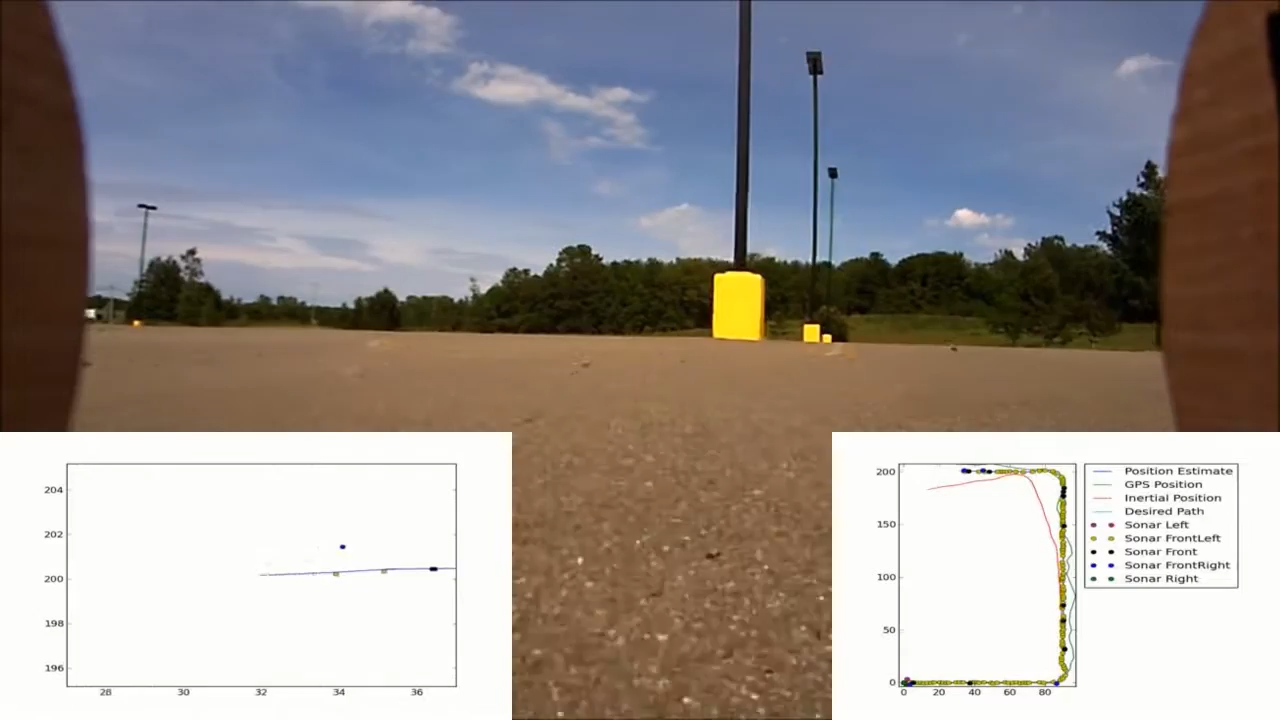 204
202
200
198
196
28 30 32 34 36
200
150
100
50
0
0 20 40 60 80
Position Estimate
GPS Position
Inertial Position
Desired Path
Sonar Left
Sonar FrontLeft
Sonar Front
Sonar FrontRight
Sonar Right